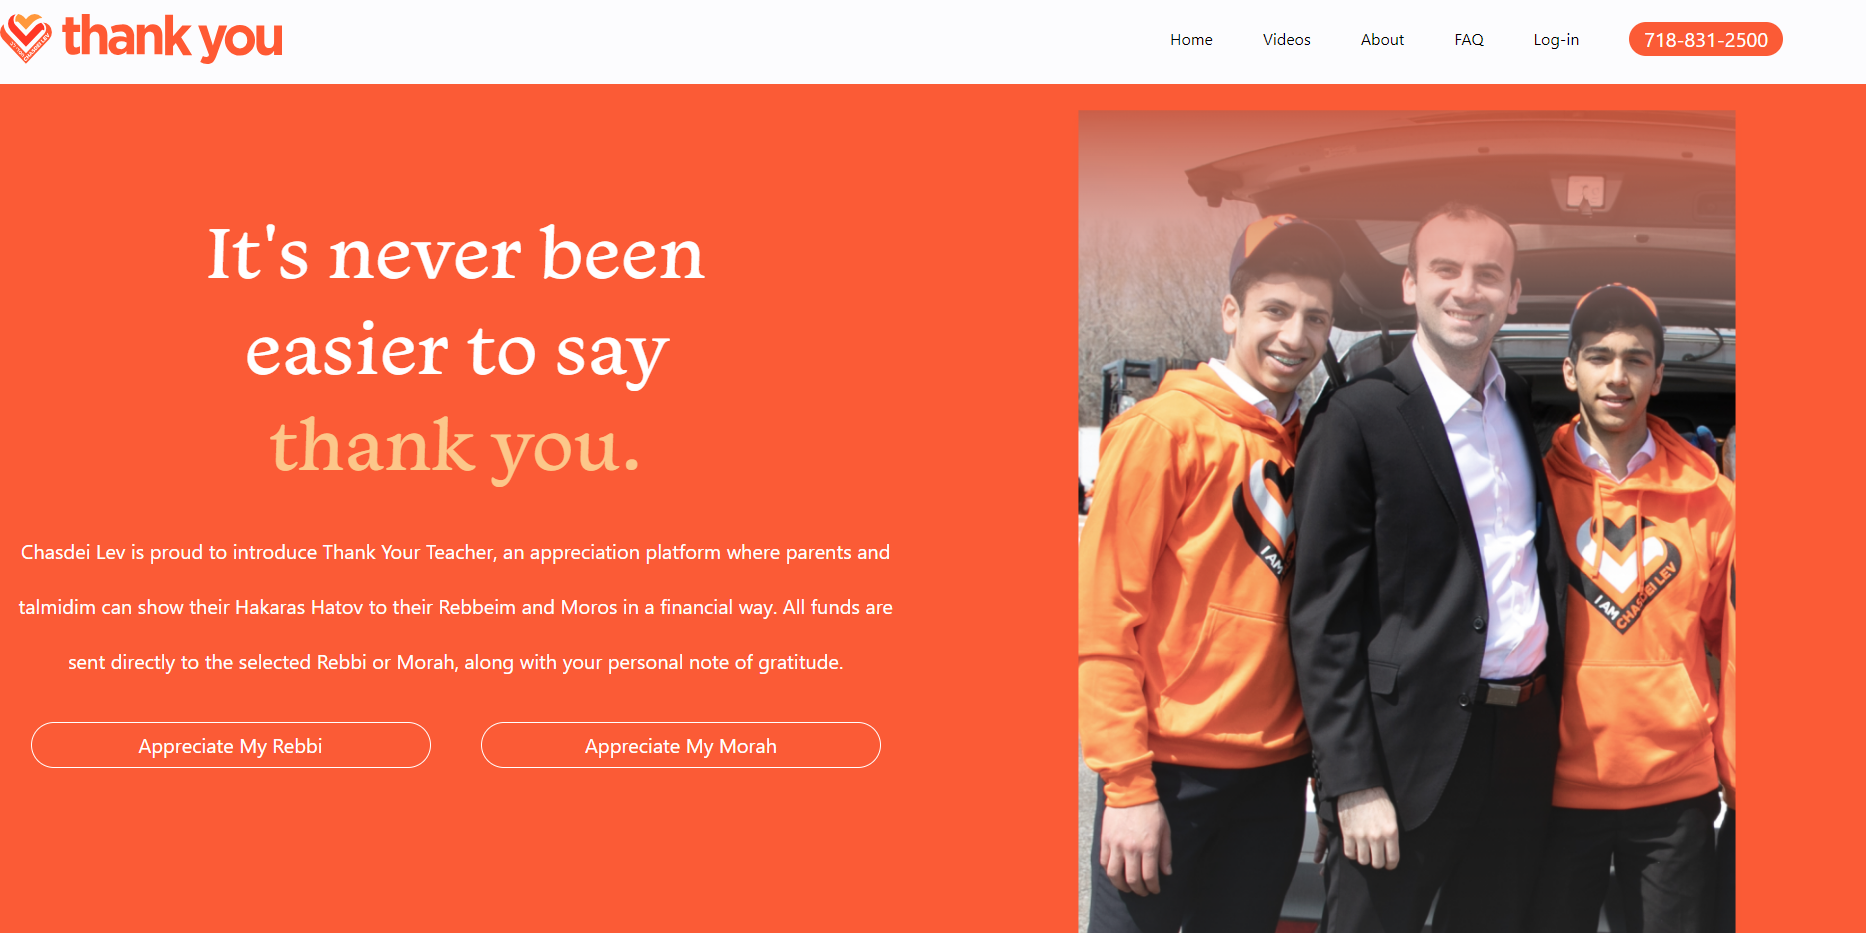 thank you
Home
Videos
About
FAQ
Log-in
718-831-2500
It's never been
easier to say
thank you.
Chasdei Lev is proud to introduce Thank Your Teacher, an appreciation platform where parents and
talmidim can show their Hakaras Hatov to their Rebbeim and Moros in a financial way. All funds are
sent directly to the selected Rebbi or Morah, along with your personal note of gratitude.
Appreciate My Rebbi
Appreciate My Morah
I AM
I AM CHASDEI LEV